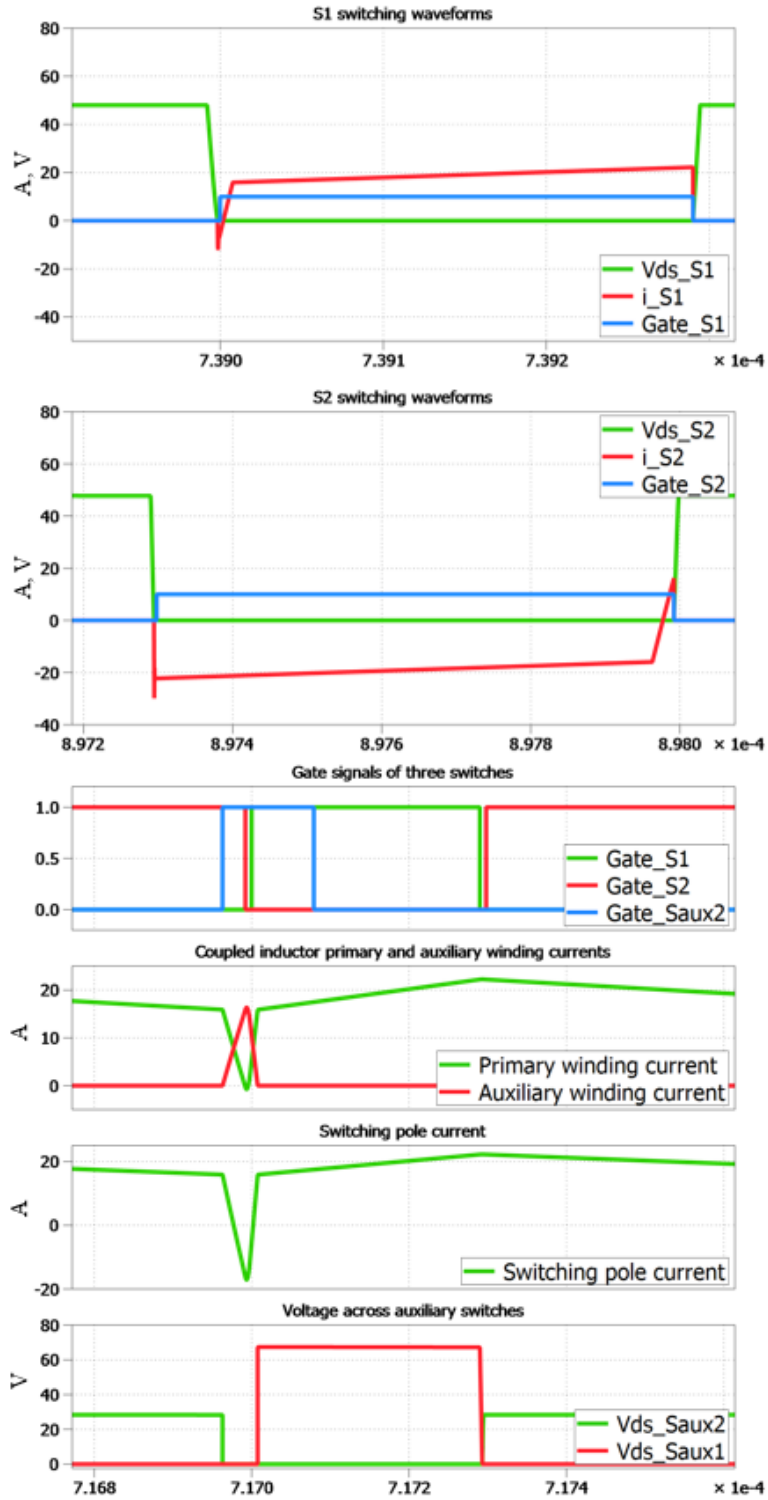 S1 switching waveforms
80
60
40
20
0
-20
-40
A, V
Vds_S1
i_S1
Gate_S1
7.390
7.391
7.392
× 1e-4
S2 switching waveforms
80
60
40
20
0
-20
-40
A, V
Vds_S2
i_S2
Gate_S2
8.972
8.974
8.976
8.978
8.980
× 1e-4
Gate signals of three switches
1.0
0.5
0.0
Gate_S1
Gate_S2
Gate_Saux2
Coupled inductor primary and auxiliary winding currents
20
10
0
A
Primary winding current
Auxiliary winding current
Switching pole current
20
0
-20
A
Switching pole current
Voltage across auxiliary switches
80
60
40
20
0
V
Vds_Saux2
Vds_Saux1
7.168
7.170
7.172
7.174
× 1e-4